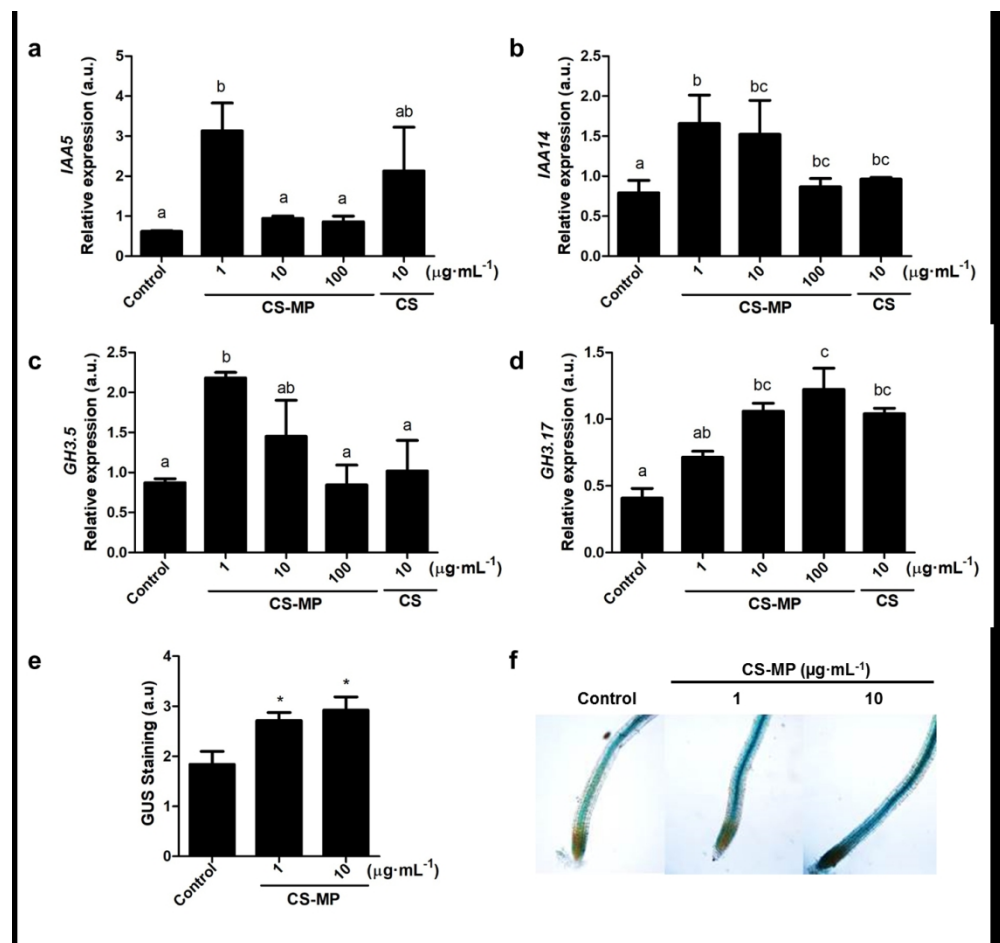 a
IAA5
Relative expression (a.u.)
5
4
3
2
1
0
a
b
a
a
ab
Control
1
10
100
10
(μg·mL-1)
CS-MP
CS
b
IAA14
Relative expression (a.u.)
2.5
2.0
1.5
1.0
0.5
0.0
a
b
bc
bc
bc
Control
1
10
100
10
(μg·mL-1)
CS-MP
CS
c
GH3.5
Relative expression (a.u.)
2.5
2.0
1.5
1.0
0.5
0.0
a
b
ab
a
a
Control
1
10
100
10
(μg·mL-1)
CS-MP
CS
d
GH3.17
Relative expression (a.u.)
1.5
1.0
0.5
0.0
a
ab
bc
c
bc
Control
1
10
100
10
(μg·mL-1)
CS-MP
CS
e
GUS Staining (a.u)
4
3
2
1
0
*
*
Control
1
10
(μg·mL-1)
CS-MP
f
CS-MP (μg·mL-1)
Control 1 10